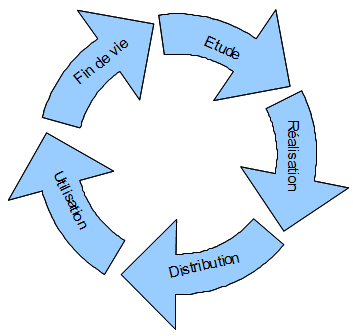 Etude
Réalisation
Distribution
Utilisation
Fin de vie